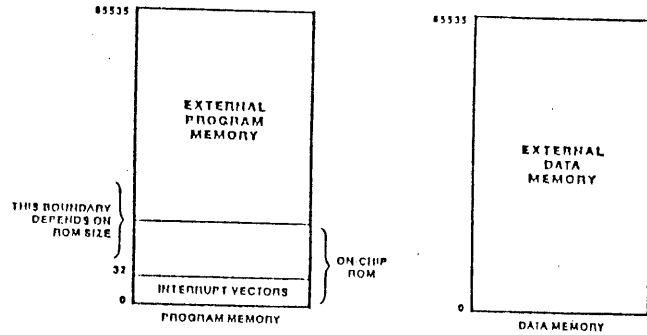 65535
EXTERNAL
PROGRAM
MEMORY
THIS BOUNDARY
DEPENDS ON
ROM SIZE
32
0
INTERRUPT VECTORS
ON CHIP
ROM
PROGRAM MEMORY
65535
EXTERNAL
DATA
MEMORY
0
DATA MEMORY